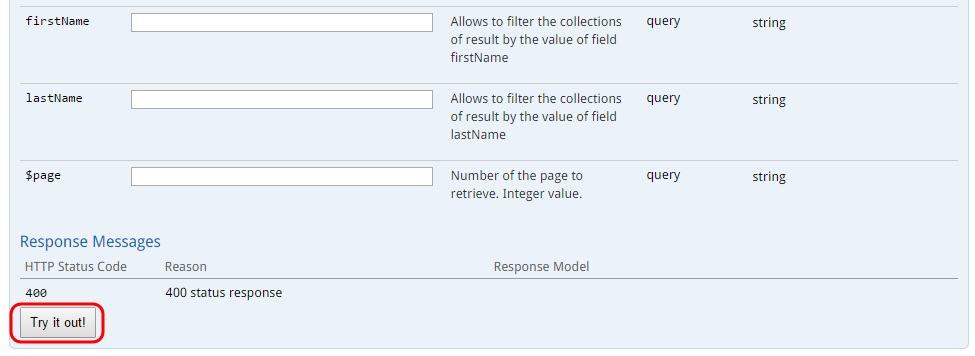 firstName Allows to filter the collections query string
of result by the value of field
firstName
lastName Allows to filter the collections query string
of result by the value of field
lastName
$page Number of the page to query string
retrieve. Integer value.
Response Messages
HTTP Status Code Reason Response Model
400 400 status response
Try it out!